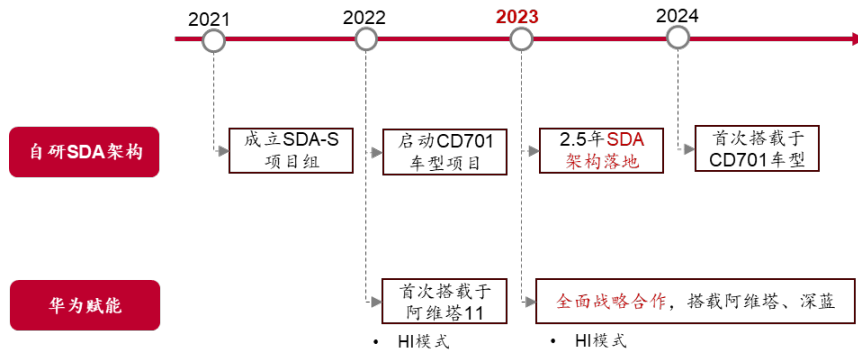 2021
2022
2023
2024
自研SDA架构
成立SDA-S
项目组
启动CD701
车型项目
2.5年SDA
架构落地
首次搭载于
CD701车型
华为赋能
首次搭载于
阿维塔11
全面战略合作，搭载阿维塔、深蓝
• HI模式
• HI模式